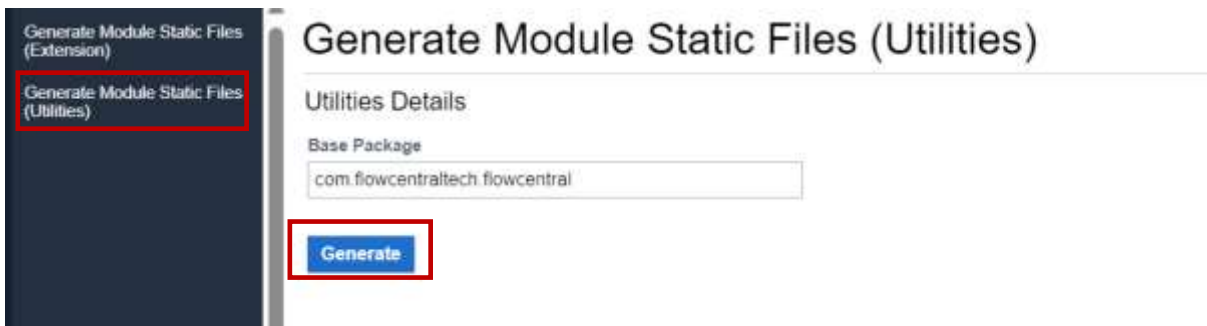 Generate Module Static Files
(Extension)
Generate Module Static Files
(Utilities)
Generate Module Static Files (Utilities)
Utilities Details
Base Package
com.flowcentraltech.flowcentral
Generate